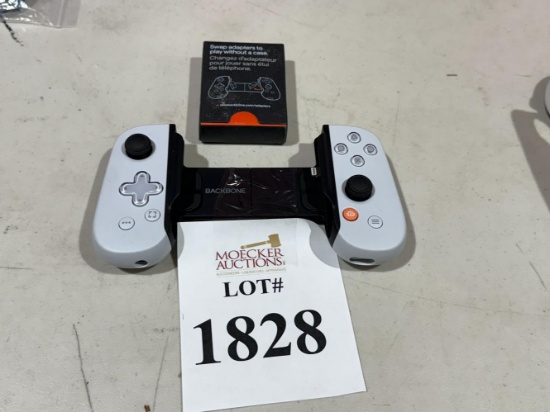 Swap adapters to
play without a case.
Changez d'adaptateur
pour jouer sans étui
de téléphone.
BACKBONE
MOECKER
AUCTIONS
LOT#
1828